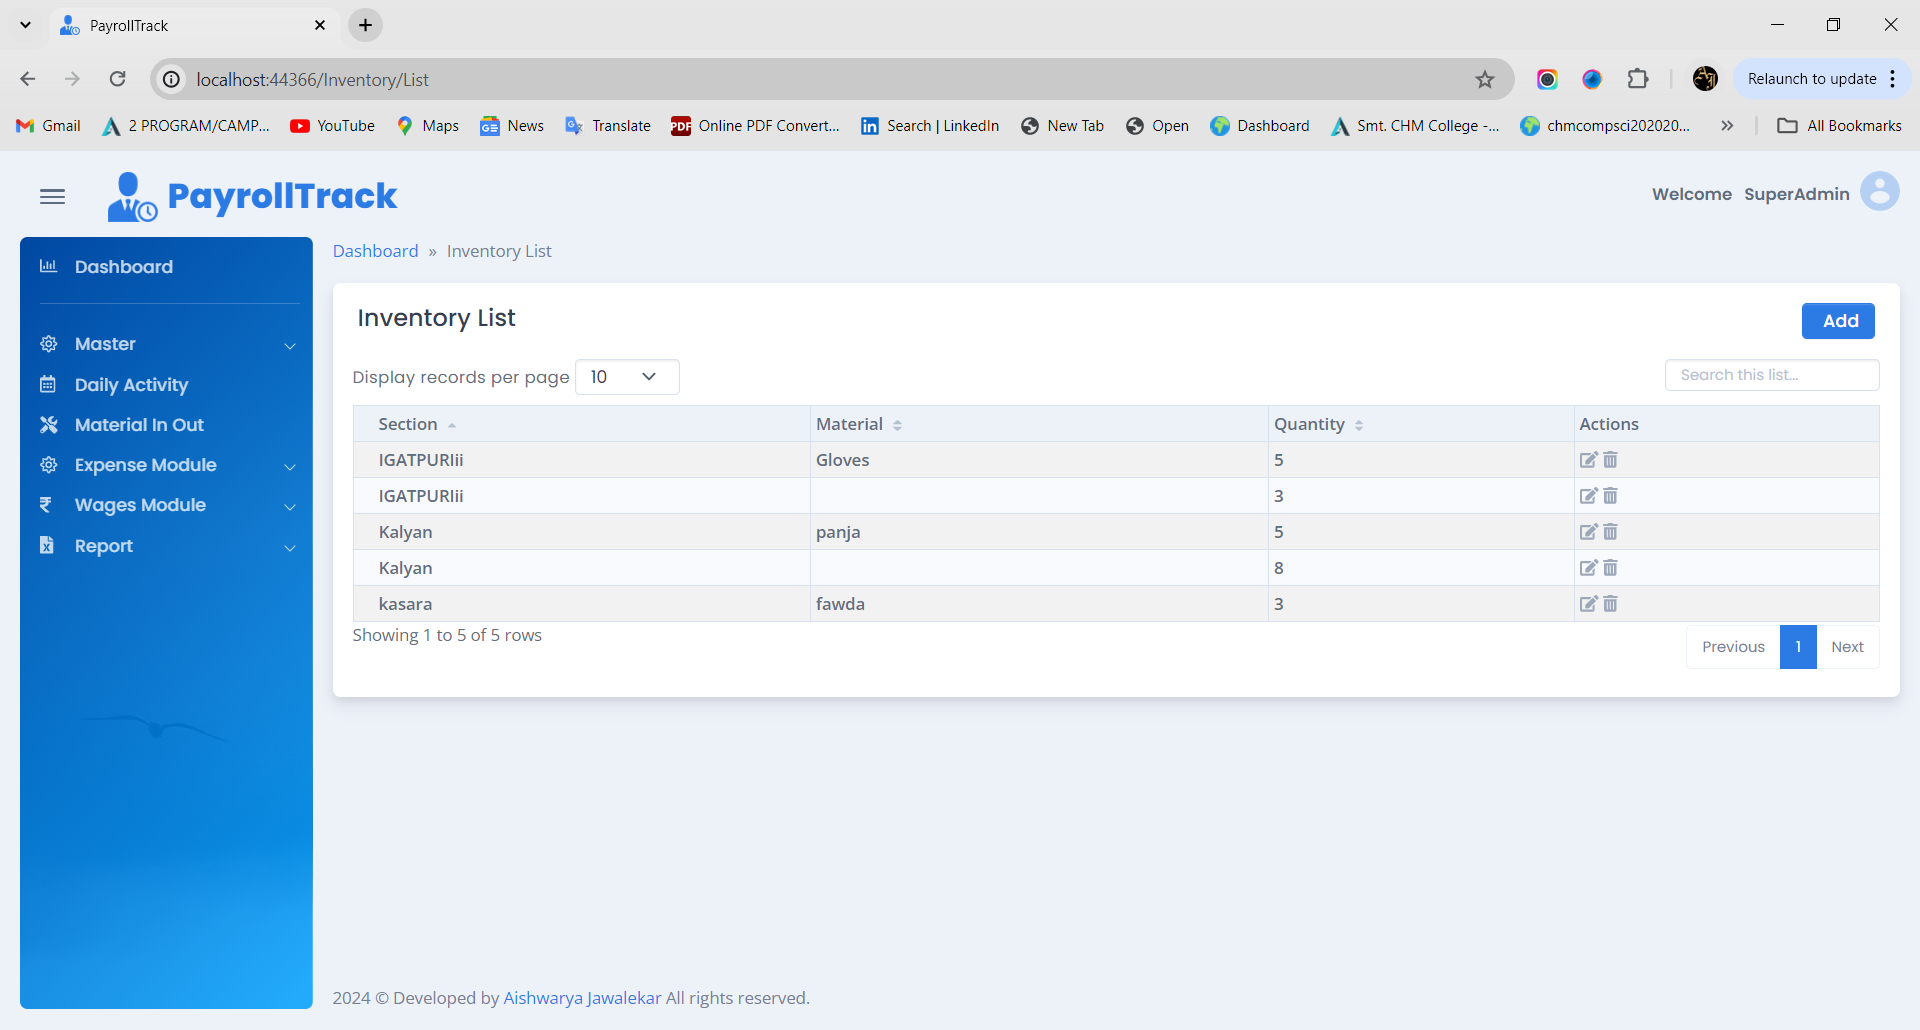 PayrollTrack
localhost:44366/Inventory/List
Relaunch to update
Gmail 2 PROGRAM/CAMP... YouTube Maps News Translate PDF Online PDF Convert... Search | LinkedIn New Tab Open Dashboard Smt. CHM College -... chmcompsci202020... All Bookmarks
PayrollTrack
Welcome SuperAdmin
Dashboard
Master
Daily Activity
Material In Out
Expense Module
Wages Module
Report
Dashboard » Inventory List
Inventory List
Add
Display records per page 10
Search this list...
Section Material Quantity Actions
IGATPURIii Gloves 5
IGATPURIii 3
Kalyan panja 5
Kalyan 8
kasara fawda 3
Showing 1 to 5 of 5 rows
Previous 1 Next
2024 © Developed by Aishwarya Jawalekar All rights reserved.